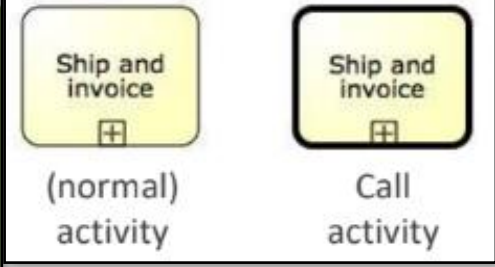 Ship and
invoice
(normal)
activity
Ship and
invoice
Call
activity